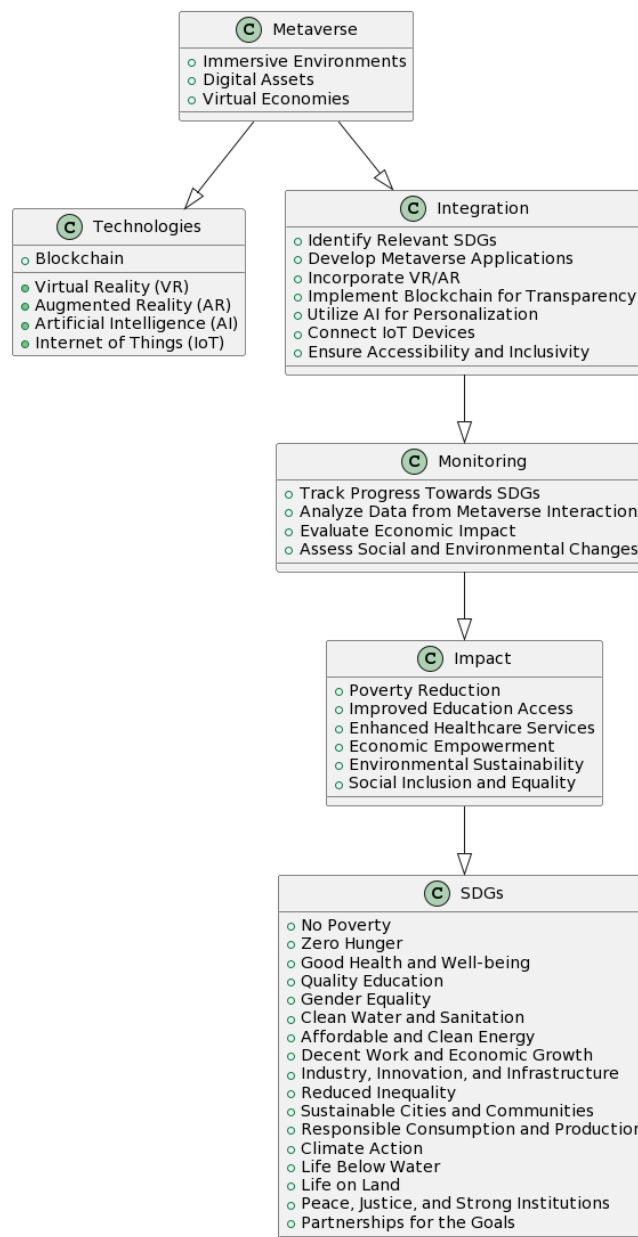 C Metaverse
Immersive Environments
Digital Assets
Virtual Economies
C Technologies
Blockchain
Virtual Reality (VR)
Augmented Reality (AR)
Artificial Intelligence (AI)
Internet of Things (IoT)
C Integration
Identify Relevant SDGs
Develop Metaverse Applications
Incorporate VR/AR
Implement Blockchain for Transparency
Utilize AI for Personalization
Connect IoT Devices
Ensure Accessibility and Inclusivity
C Monitoring
Track Progress Towards SDGs
Analyze Data from Metaverse Interaction
Evaluate Economic Impact
Assess Social and Environmental Changes
C Impact
Poverty Reduction
Improved Education Access
Enhanced Healthcare Services
Economic Empowerment
Environmental Sustainability
Social Inclusion and Equality
C SDGs
No Poverty
Zero Hunger
Good Health and Well-being
Quality Education
Gender Equality
Clean Water and Sanitation
Affordable and Clean Energy
Decent Work and Economic Growth
Industry, Innovation, and Infrastructure
Reduced Inequality
Sustainable Cities and Communities
Responsible Consumption and Production
Climate Action
Life Below Water
Life on Land
Peace, Justice, and Strong Institutions
Partnerships for the Goals